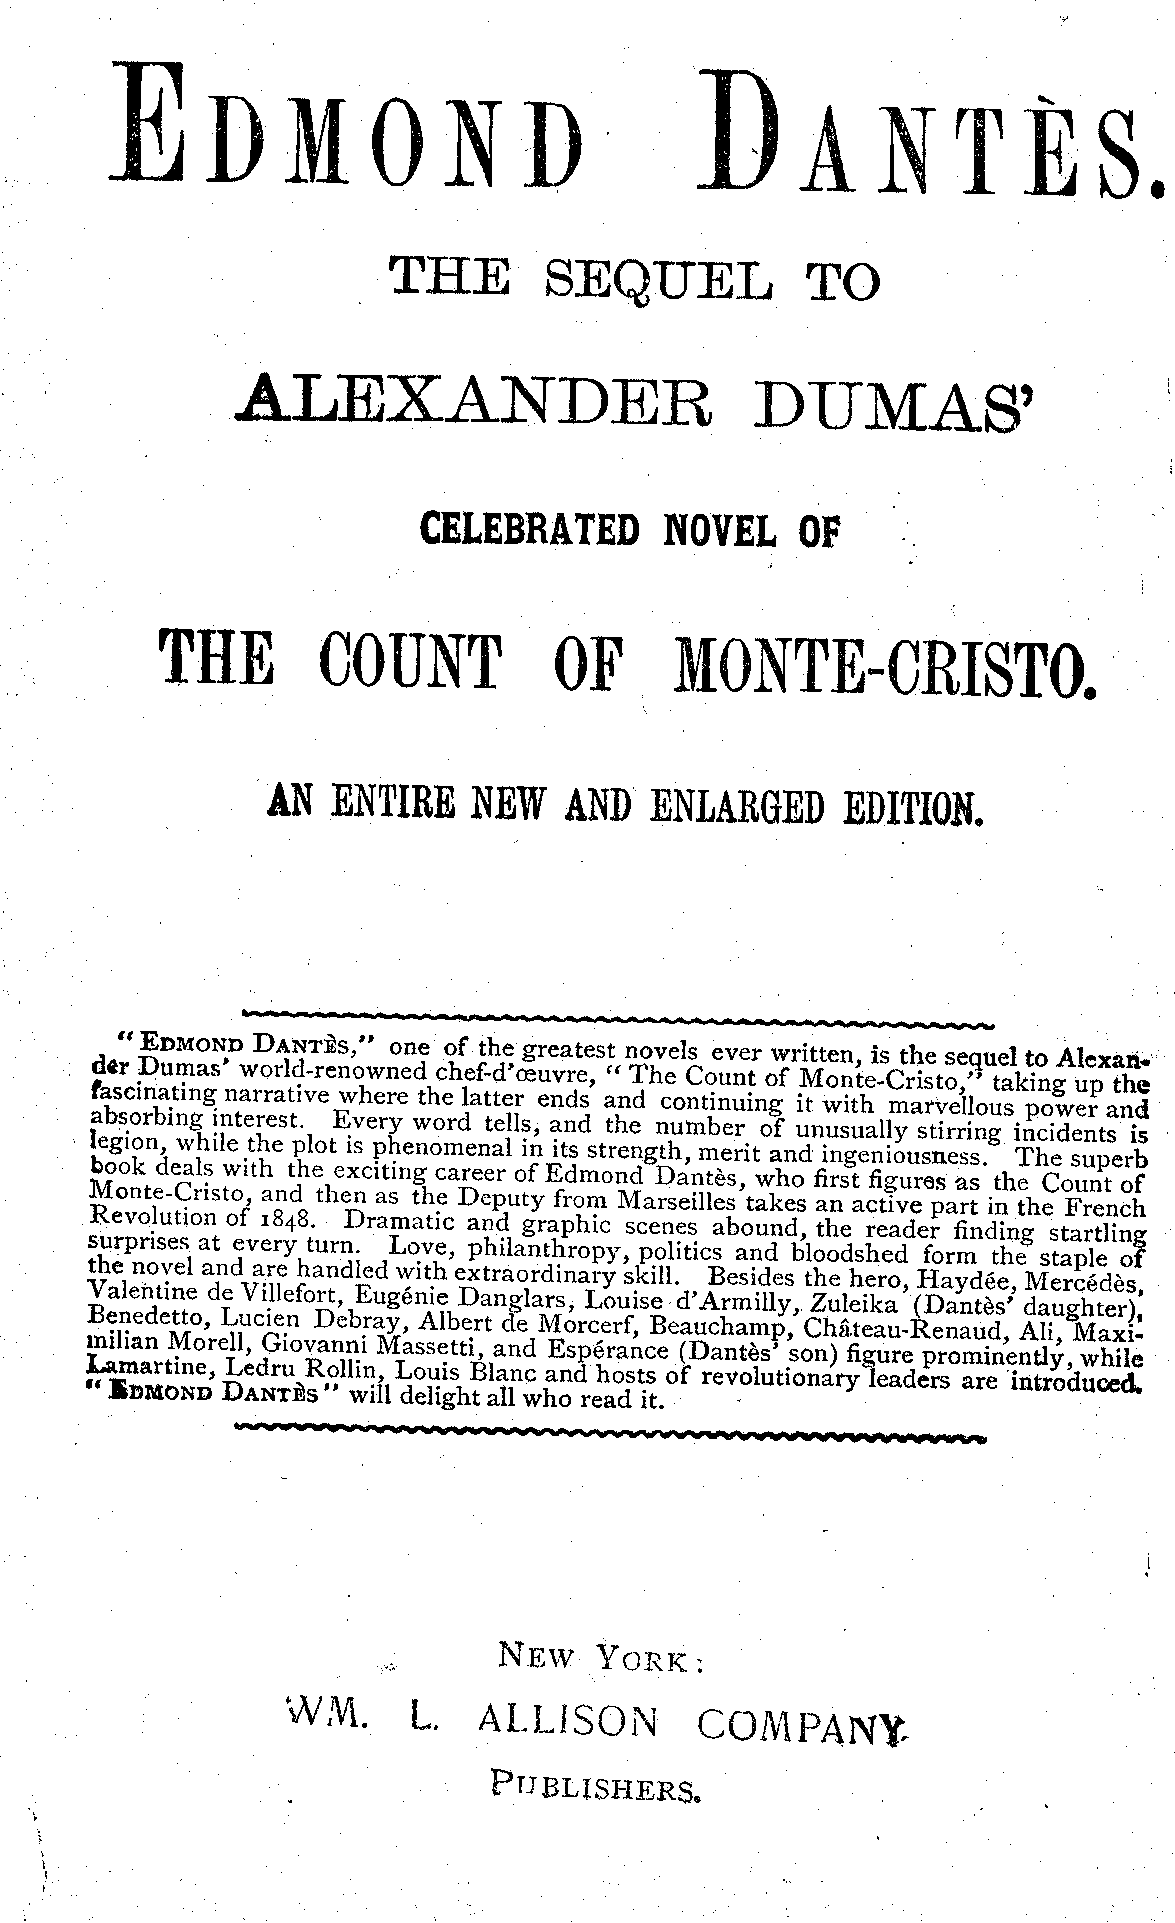 EDMOND DANTÈS.
THE SEQUEL TO
ALEXANDER DUMAS'
CELEBRATED NOVEL OF
THE COUNT OF MONTE-CRISTO.
AN ENTIRE NEW AND ENLARGED EDITION.
"EDMOND DANTÈS," one of the greatest novels ever written, is the sequel to Alexan-
der Dumas' world-renowned chef-d'œuvre, "The Count of Monte-Cristo," taking up the
fascinating narrative where the latter ends and continuing it with marvellous power and
absorbing interest. Every word tells, and the number of unusually stirring incidents is
legion, while the plot is phenomenal in its strength, merit and ingeniousness. The superb
book deals with the exciting career of Edmond Dantès, who first figures as the Count of
Monte-Cristo, and then as the Deputy from Marseilles takes an active part in the French
Revolution of 1848. Dramatic and graphic scenes abound, the reader finding startling
surprises at every turn. Love, philanthropy, politics and bloodshed form the staple of
the novel and are handled with extraordinary skill. Besides the hero, Haydée, Mercédès,
Valentine de Villefort, Eugénie Danglars, Louise d'Armilly, Zuleika (Dantès' daughter),
Benedetto, Lucien Debray, Albert de Morcerf, Beauchamp, Château-Renaud, Ali, Maxi-
milian Morell, Giovanni Massetti, and Espérance (Dantès' son) figure prominently, while
Lamartine, Ledru Rollin, Louis Blanc and hosts of revolutionary leaders are introduced.
"EDMOND DANTÈS" will delight all who read it.
NEW YORK:
WM. L. ALLISON COMPANY
PUBLISHERS.